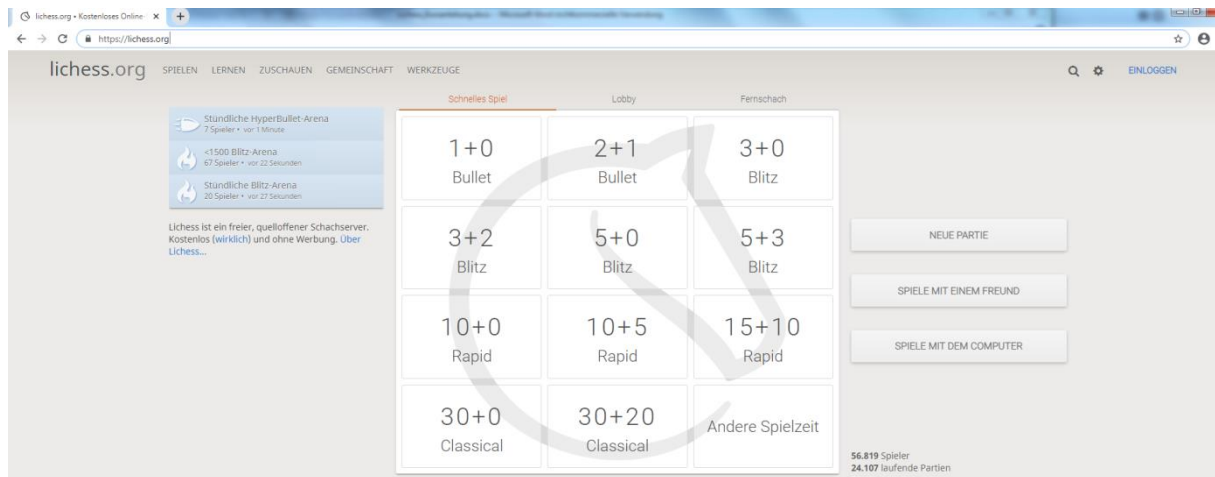 lichess.org • Kostenloses Online-
https://lichess.org
lichess.org SPIELEN LERNEN ZUSCHAUEN GEMEINSCHAFT WERKZEUGE EINLOGGEN
Schnelles Spiel Lobby Fernschach
Stündliche HyperBullet-Arena
7 Spieler • vor 1 Minute
<1500 Blitz-Arena
67 Spieler • vor 22 Sekunden
Stündliche Blitz-Arena
20 Spieler • vor 27 Sekunden
Lichess ist ein freier, quelloffener Schachserver.
Kostenlos (wirklich) und ohne Werbung. Über
Lichess...
1+0 2+1 3+0
Bullet Bullet Blitz
3+2 5+0 5+3
Blitz Blitz Blitz
10+0 10+5 15+10
Rapid Rapid Rapid
30+0 30+20 Andere Spielzeit
Classical Classical
NEUE PARTIE
SPIELE MIT EINEM FREUND
SPIELE MIT DEM COMPUTER
56.819 Spieler
24.107 laufende Partien